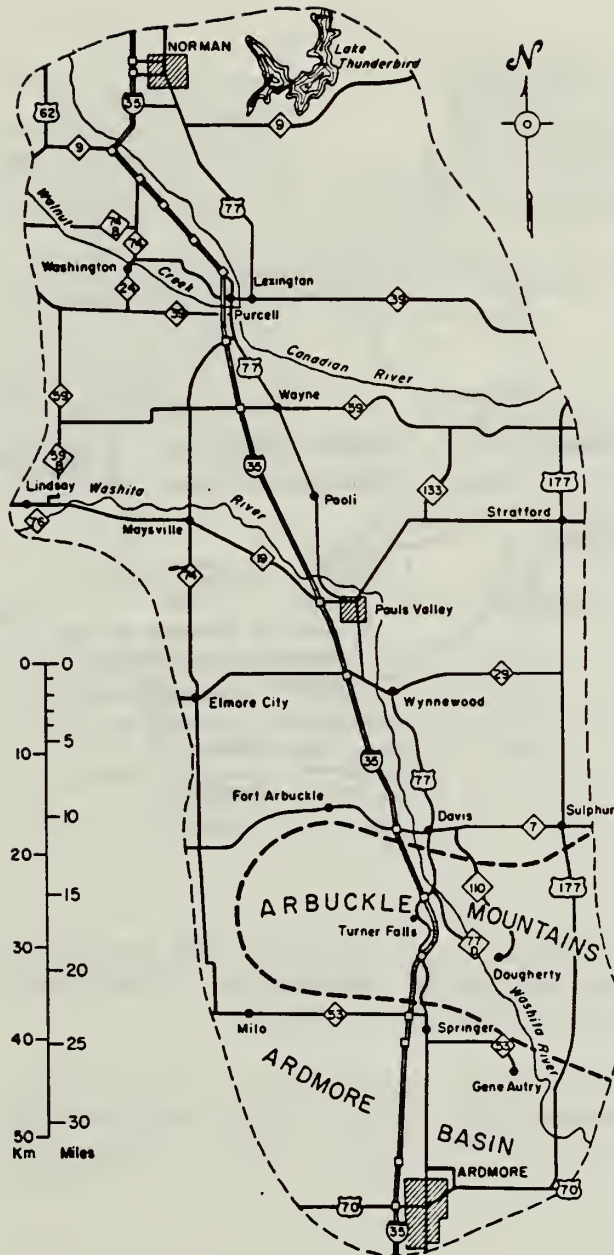 NORMAN
Lake
Thunderbird
N
35
62
9
9
77
Walnut
Creek
74
B
74
Washington
24
Lexington
39
39
Purcell
Canadian River
77
59
Wayne
59
35
59
B
177
133
Lindsay
Washita
River
Paoli
76
Maysville
Stratford
19
74
Pauls Valley
0 0
5
10
10
20
15
30 20
40 25
30
50
Km Miles
29
Elmore City
Wynnewood
35
77
Fort Arbuckle
Davis
7
Sulphur
110
177
ARBUCKLE
MOUNTAINS
Turner Falls
77
D
Dougherty
Washita
River
Milo
53
Springer
53
Gene Autry
ARDMORE
BASIN
ARDMORE
70
70
35